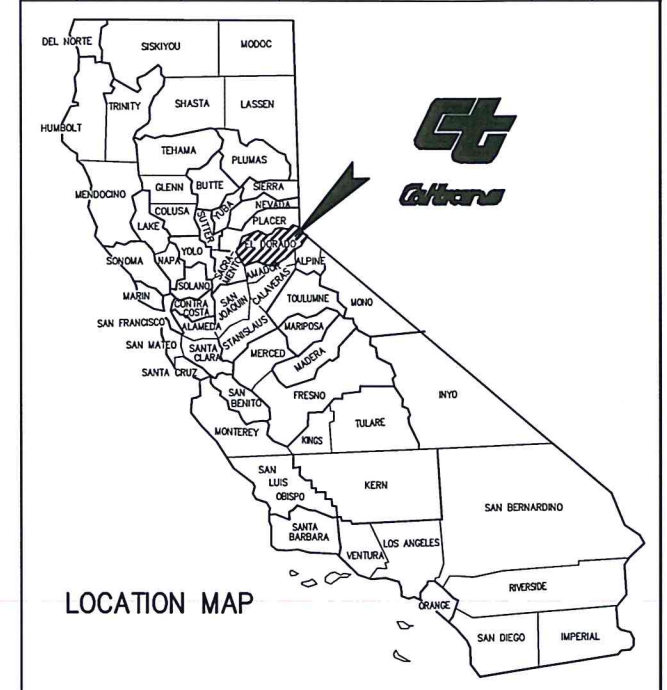 DEL NORTE
SISKIYOU
MODOC
TRINITY
SHASTA
LASSEN
HUMBOLT
TEHAMA
PLUMAS
MENDOCINO
GLENN
BUTTE
SIERRA
NEVADA
YUBA
COLUSA
SUTTER
PLACER
LAKE
EL DORADO
YOLO
SONOMA
NAPA
SACRA-
MENTO
AMADOR
ALPINE
SOLANO
CALAVERAS
MARIN
CONTRA
COSTA
SAN
JOAQUIN
TOULUMNE
MONO
SAN FRANCISCO
ALAMEDA
STANISLAUS
MARIPOSA
SAN MATEO
SANTA
CLARA
MERCED
MADERA
SANTA CRUZ
SAN
BENITO
FRESNO
INYO
MONTEREY
KINGS
TULARE
SAN
LUIS
OBISPO
KERN
SAN BERNARDINO
SANTA
BARBARA
VENTURA
LOS ANGELES
ORANGE
RIVERSIDE
SAN DIEGO
IMPERIAL
ct
Caltrans
LOCATION MAP